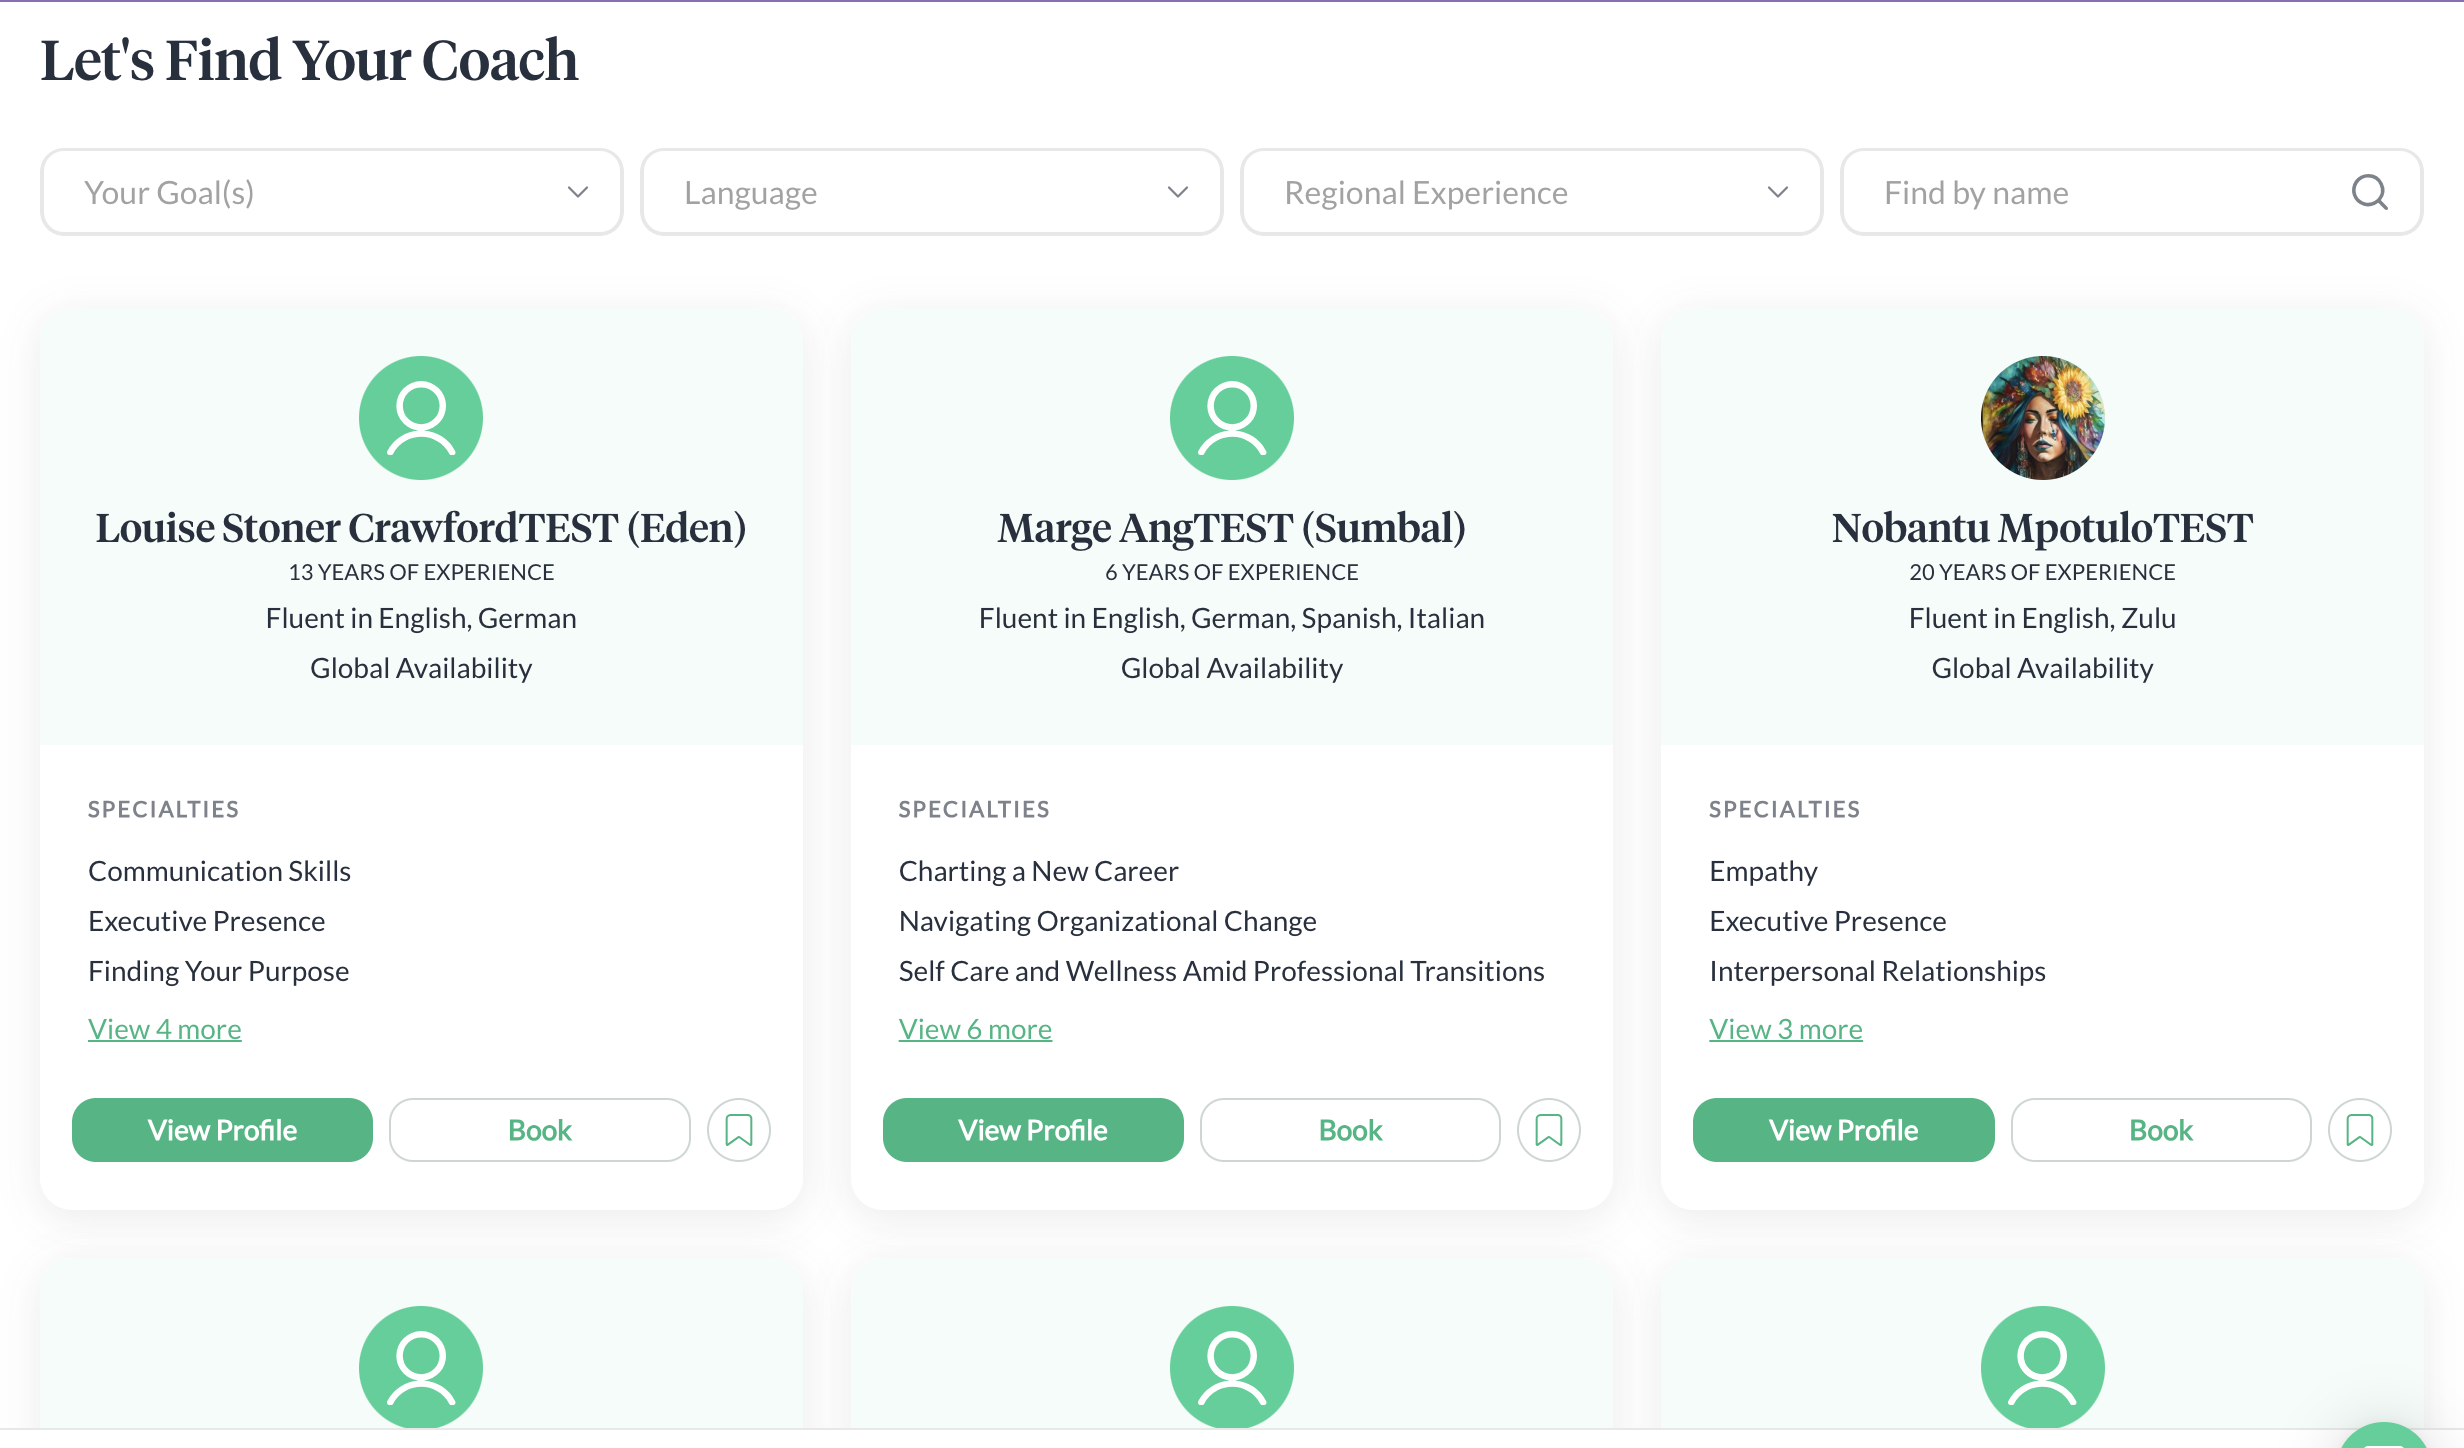 Let's Find Your Coach
Your Goal(s)
Language
Regional Experience
Find by name
Louise Stoner CrawfordTEST (Eden)
13 YEARS OF EXPERIENCE
Fluent in English, German
Global Availability
SPECIALTIES
Communication Skills
Executive Presence
Finding Your Purpose
View 4 more
View Profile
Book
Marge AngTEST (Sumbal)
6 YEARS OF EXPERIENCE
Fluent in English, German, Spanish, Italian
Global Availability
SPECIALTIES
Charting a New Career
Navigating Organizational Change
Self Care and Wellness Amid Professional Transitions
View 6 more
View Profile
Book
Nobantu MpotuloTEST
20 YEARS OF EXPERIENCE
Fluent in English, Zulu
Global Availability
SPECIALTIES
Empathy
Executive Presence
Interpersonal Relationships
View 3 more
View Profile
Book